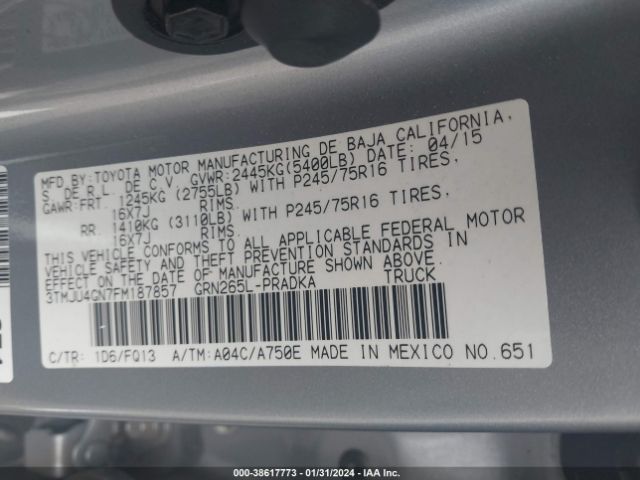 MFD.BY:TOYOTA MOTOR MANUFACTURING DE BAJA CALIFORNIA,
S. DE R.L. DE C.V. GVWR:2445KG(5400LB) DATE: 04/15
GAWR:FRT. 1245KG (2755LB) WITH P245/75R16 TIRES,
16X7J RIMS.
RR. 1410KG (3110LB) WITH P245/75R16 TIRES,
16X7J RIMS.
THIS VEHICLE CONFORMS TO ALL APPLICABLE FEDERAL MOTOR
VEHICLE SAFETY AND THEFT PREVENTION STANDARDS IN
EFFECT ON DATE OF MANUFACTURE SHOWN ABOVE.
3TMJU4GN7FM187857 GRN265L-PRADKA TRUCK
C/TR: 1D6/FQ13 A/TM:A04C/A750E MADE IN MEXICO NO.651
000-38617773 - 01/31/2024 - IAA Inc.